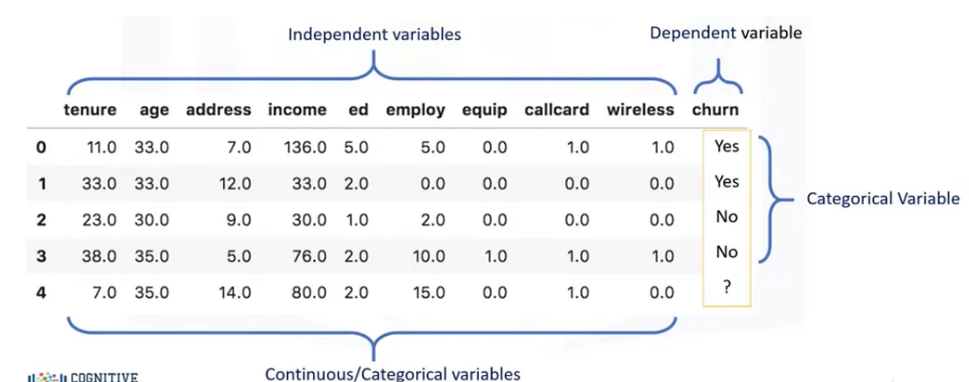 Independent variables
Dependent variable
tenure age address income ed employ equip callcard wireless churn
0 11.0 33.0 7.0 136.0 5.0 5.0 0.0 1.0 1.0 Yes
1 33.0 33.0 12.0 33.0 2.0 0.0 0.0 0.0 0.0 Yes
Categorical Variable
2 23.0 30.0 9.0 30.0 1.0 2.0 0.0 0.0 0.0 No
3 38.0 35.0 5.0 76.0 2.0 10.0 1.0 1.0 1.0 No
4 7.0 35.0 14.0 80.0 2.0 15.0 0.0 1.0 0.0 ?
Continuous/Categorical variables
COGNITIVE